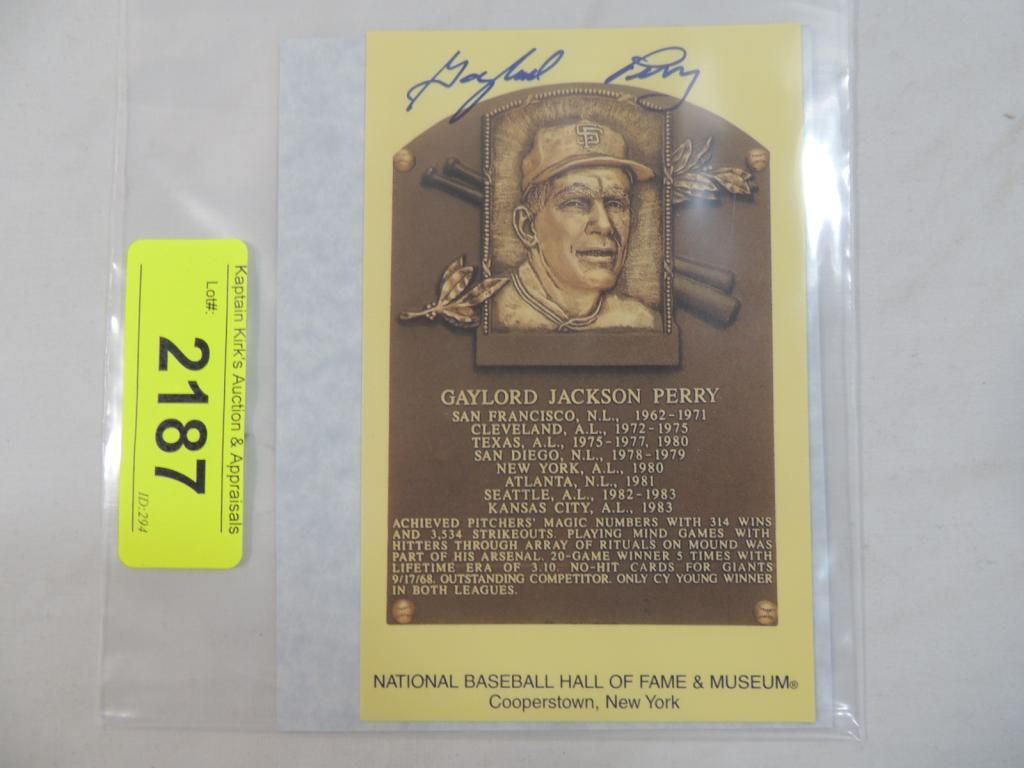 Gaylord Perry
SF
GAYLORD JACKSON PERRY
SAN FRANCISCO, N.L., 1962-1971
CLEVELAND, A.L., 1972-1975
TEXAS, A.L., 1975-1977, 1980
SAN DIEGO, N.L., 1978-1979
NEW YORK, A.L., 1980
ATLANTA, N.L., 1981
SEATTLE, A.L., 1982-1983
KANSAS CITY, A.L., 1983
ACHIEVED PITCHERS' MAGIC NUMBERS WITH 314 WINS
AND 3,534 STRIKEOUTS. PLAYING MIND GAMES WITH
HITTERS THROUGH ARRAY OF RITUALS ON MOUND WAS
PART OF HIS ARSENAL. 20-GAME WINNER 5 TIMES WITH
LIFETIME ERA OF 3.10. NO-HIT CARDS FOR GIANTS
9/17/68. OUTSTANDING COMPETITOR. ONLY CY YOUNG WINNER
IN BOTH LEAGUES.
NATIONAL BASEBALL HALL OF FAME & MUSEUM®
Cooperstown, New York
Kaptain Kirk's Auction & Appraisals
Lot#:
2187
ID:294